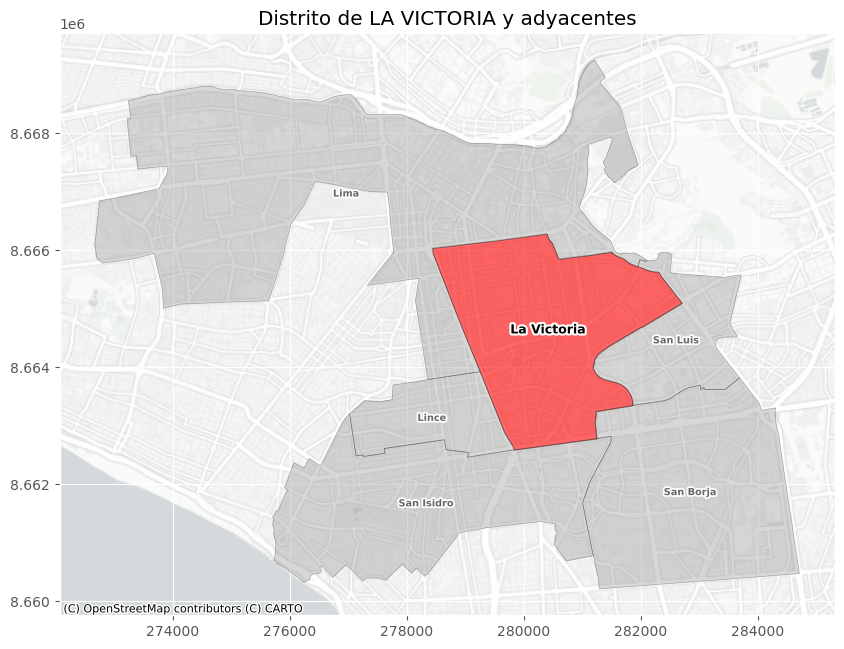 Distrito de LA VICTORIA y adyacentes
1e6
8.668
Lima
8.666
La Victoria
San Luis
8.664
Lince
8.662
San Borja
San Isidro
8.660
(C) OpenStreetMap contributors (C) CARTO
274000 276000 278000 280000 282000 284000